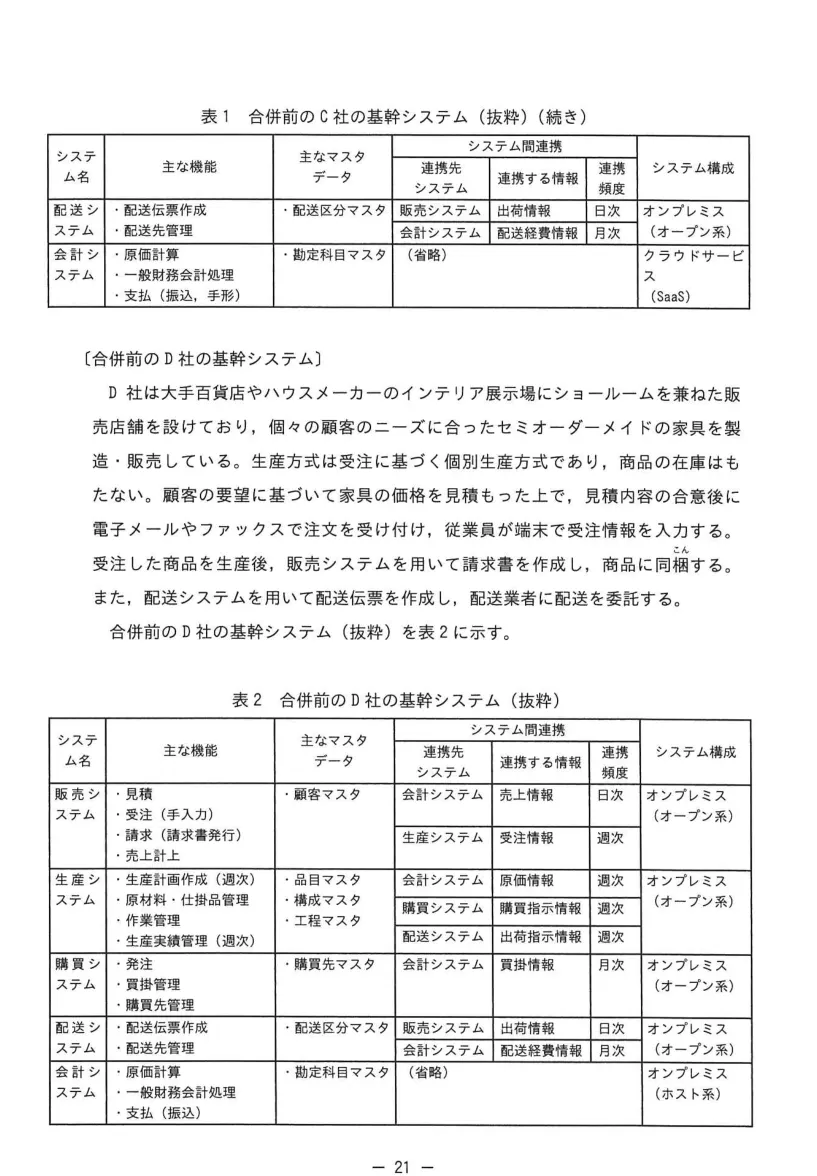 表1　合併前のC社の基幹システム（抜粋）（続き）
システム間連携
システ
ム名
主な機能
主なマスタ
データ
連携先
システム
連携する情報
連携
頻度
システム構成
配送シ
ステム
・配送伝票作成
・配送先管理
・配送区分マスタ
販売システム
出荷情報
日次
会計システム
配送経費情報
月次
オンプレミス
（オープン系）
会計シ
ステム
・原価計算
・一般財務会計処理
・支払（振込，手形）
・勘定科目マスタ
（省略）
クラウドサービ
ス
（SaaS）
〔合併前のD社の基幹システム〕
D 社は大手百貨店やハウスメーカーのインテリア展示場にショールームを兼ねた販
売店舗を設けており，個々の顧客のニーズに合ったセミオーダーメイドの家具を製
造・販売している。生産方式は受注に基づく個別生産方式であり，商品の在庫はも
たない。顧客の要望に基づいて家具の価格を見積もった上で，見積内容の合意後に
電子メールやファックスで注文を受け付け，従業員が端末で受注情報を入力する。
こん
受注した商品を生産後，販売システムを用いて請求書を作成し，商品に同梱する。
また，配送システムを用いて配送伝票を作成し，配送業者に配送を委託する。
合併前のD社の基幹システム（抜粋）を表2に示す。
表2　合併前のD社の基幹システム（抜粋）
システム間連携
システ
ム名
主な機能
主なマスタ
データ
連携先
システム
連携する情報
連携
頻度
システム構成
販売シ
ステム
・見積
・受注（手入力）
・請求（請求書発行）
・売上計上
・顧客マスタ
会計システム
売上情報
日次
生産システム
受注情報
週次
オンプレミス
（オープン系）
生産シ
ステム
・生産計画作成（週次）
・原材料・仕掛品管理
・作業管理
・生産実績管理（週次）
・品目マスタ
・構成マスタ
・工程マスタ
会計システム
原価情報
週次
購買システム
購買指示情報
週次
配送システム
出荷指示情報
週次
オンプレミス
（オープン系）
購買シ
ステム
・発注
・買掛管理
・購買先管理
・購買先マスタ
会計システム
買掛情報
月次
オンプレミス
（オープン系）
配送シ
ステム
・配送伝票作成
・配送先管理
・配送区分マスタ
販売システム
出荷情報
日次
会計システム
配送経費情報
月次
オンプレミス
（オープン系）
会計シ
ステム
・原価計算
・一般財務会計処理
・支払（振込）
・勘定科目マスタ
（省略）
オンプレミス
（ホスト系）
― 21 ―